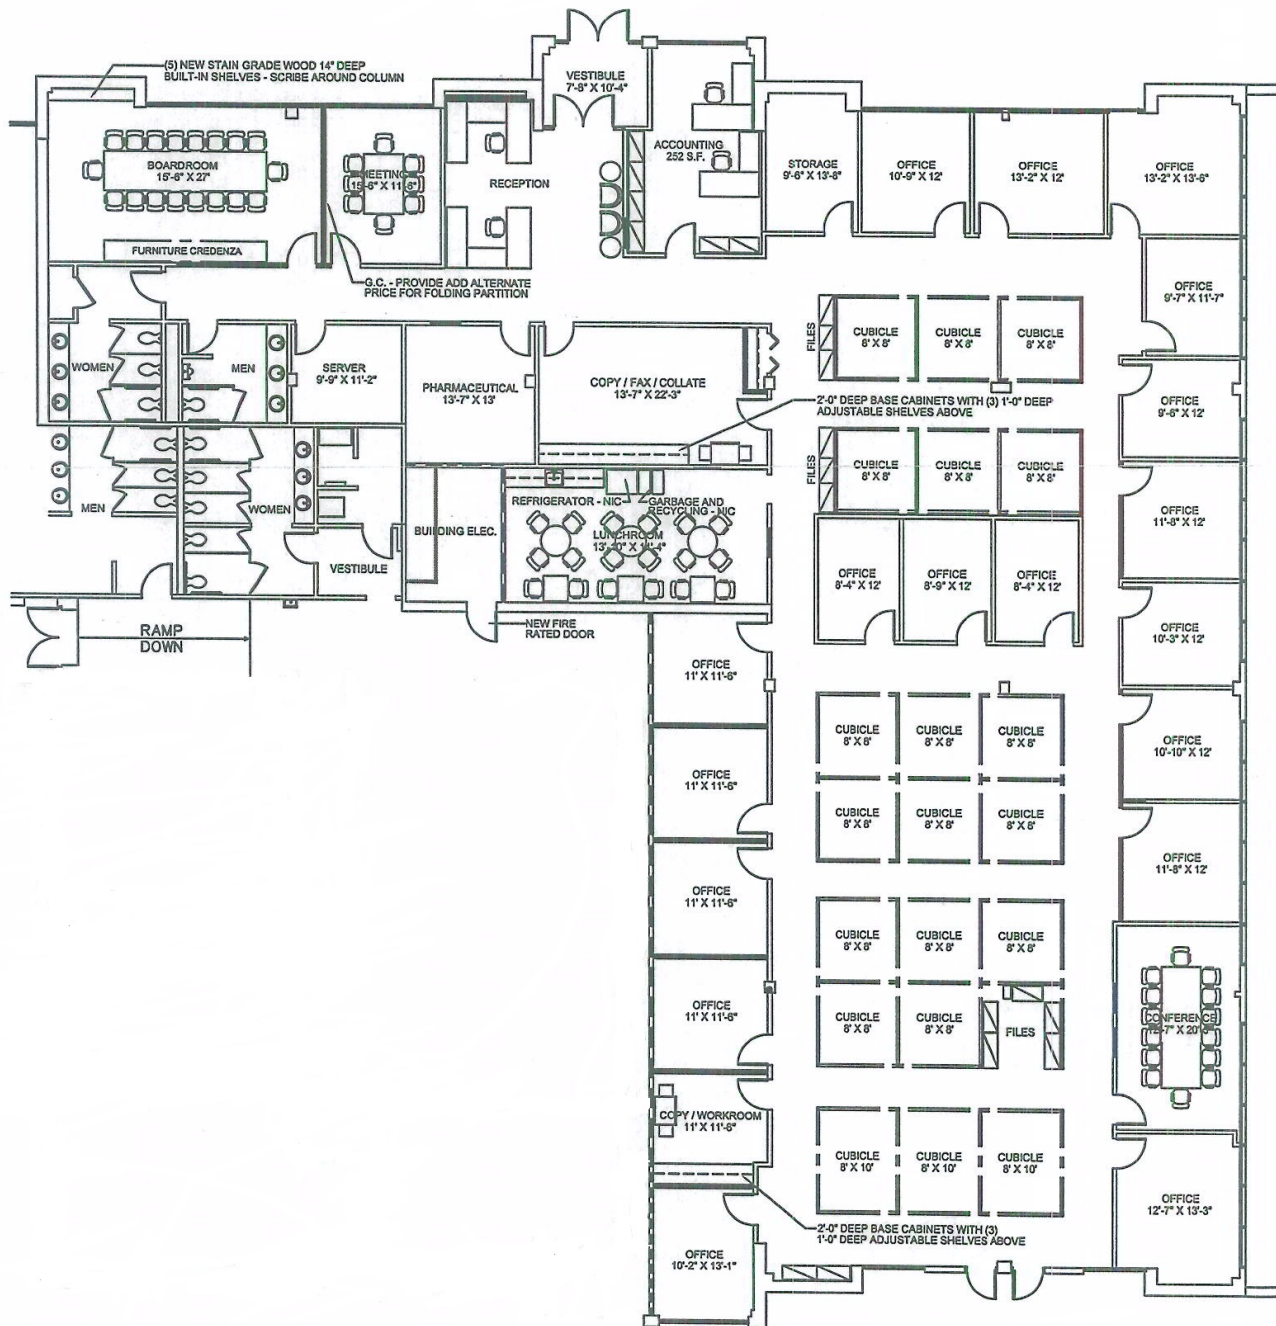 (5) NEW STAIN GRADE WOOD 14" DEEP
BUILT-IN SHELVES - SCRIBE AROUND COLUMN
VESTIBULE
7'-8" X 10'-4"
BOARDROOM
15'-6" X 27'
FURNITURE CREDENZA
MEETING
15'-6" X 11'-6"
RECEPTION
ACCOUNTING
252 S.F.
STORAGE
9'-6" X 13'-8"
OFFICE
10'-9" X 12'
OFFICE
13'-2" X 12'
OFFICE
13'-2" X 13'-6"
G.C. - PROVIDE ADD ALTERNATE
PRICE FOR FOLDING PARTITION
OFFICE
9'-7" X 11'-7"
WOMEN
MEN
SERVER
9'-9" X 11'-2"
PHARMACEUTICAL
13'-7" X 13'
COPY / FAX / COLLATE
13'-7" X 22'-3"
FILES
CUBICLE
8' X 8'
CUBICLE
8' X 8'
CUBICLE
8' X 8'
2'-0" DEEP BASE CABINETS WITH (3) 1'-0" DEEP
ADJUSTABLE SHELVES ABOVE
OFFICE
9'-6" X 12'
FILES
CUBICLE
8' X 8'
CUBICLE
8' X 8'
CUBICLE
8' X 8'
MEN
WOMEN
VESTIBULE
BUILDING ELEC.
REFRIGERATOR - NIC
GARBAGE AND
RECYCLING - NIC
LUNCHROOM
OFFICE
11'-8" X 12'
OFFICE
8'-4" X 12'
OFFICE
8'-9" X 12'
OFFICE
8'-4" X 12'
RAMP
DOWN
NEW FIRE
RATED DOOR
OFFICE
10'-3" X 12'
OFFICE
11' X 11'-6"
CUBICLE
8' X 8'
CUBICLE
8' X 8'
CUBICLE
8' X 8'
OFFICE
10'-10" X 12'
OFFICE
11' X 11'-6"
CUBICLE
8' X 8'
CUBICLE
8' X 8'
CUBICLE
8' X 8'
OFFICE
11'-8" X 12'
OFFICE
11' X 11'-6"
CUBICLE
8' X 8'
CUBICLE
8' X 8'
CUBICLE
8' X 8'
OFFICE
11' X 11'-6"
CUBICLE
8' X 8'
CUBICLE
8' X 8'
FILES
CONFERENCE
COPY / WORKROOM
11' X 11'-6"
CUBICLE
8' X 10'
CUBICLE
8' X 10'
CUBICLE
8' X 10'
OFFICE
12'-7" X 13'-3"
2'-0" DEEP BASE CABINETS WITH (3)
1'-0" DEEP ADJUSTABLE SHELVES ABOVE
OFFICE
10'-2" X 13'-1"